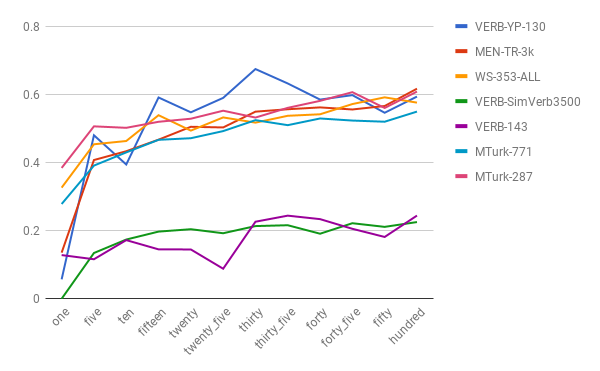 0.8
0.6
0.4
0.2
0
one
five
ten
fifteen
twenty
twenty_five
thirty
thirty_five
forty
forty_five
fifty
hundred
VERB-YP-130
MEN-TR-3k
WS-353-ALL
VERB-SimVerb3500
VERB-143
MTurk-771
MTurk-287